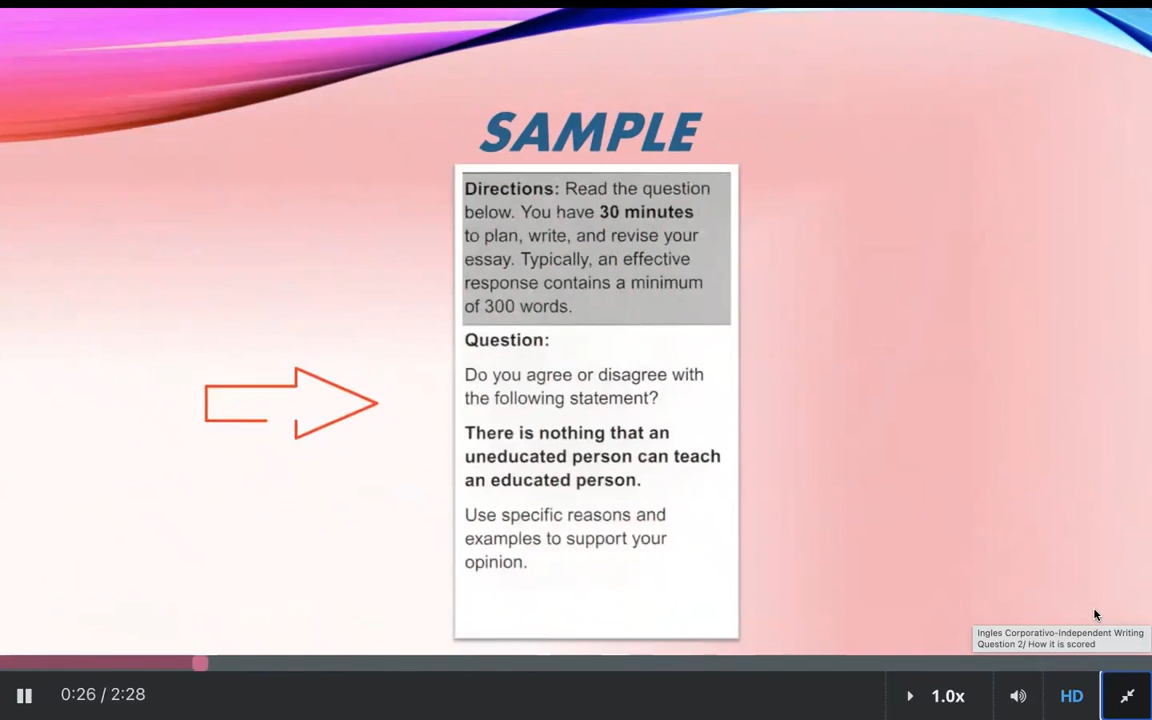 SAMPLE
Directions: Read the question
below. You have 30 minutes
to plan, write, and revise your
essay. Typically, an effective
response contains a minimum
of 300 words.
Question:
Do you agree or disagree with
the following statement?
There is nothing that an
uneducated person can teach
an educated person.
Use specific reasons and
examples to support your
opinion.
Ingles Corporativo-Independent Writing
Question 2/ How it is scored
0:26 / 2:28
1.0x
HD